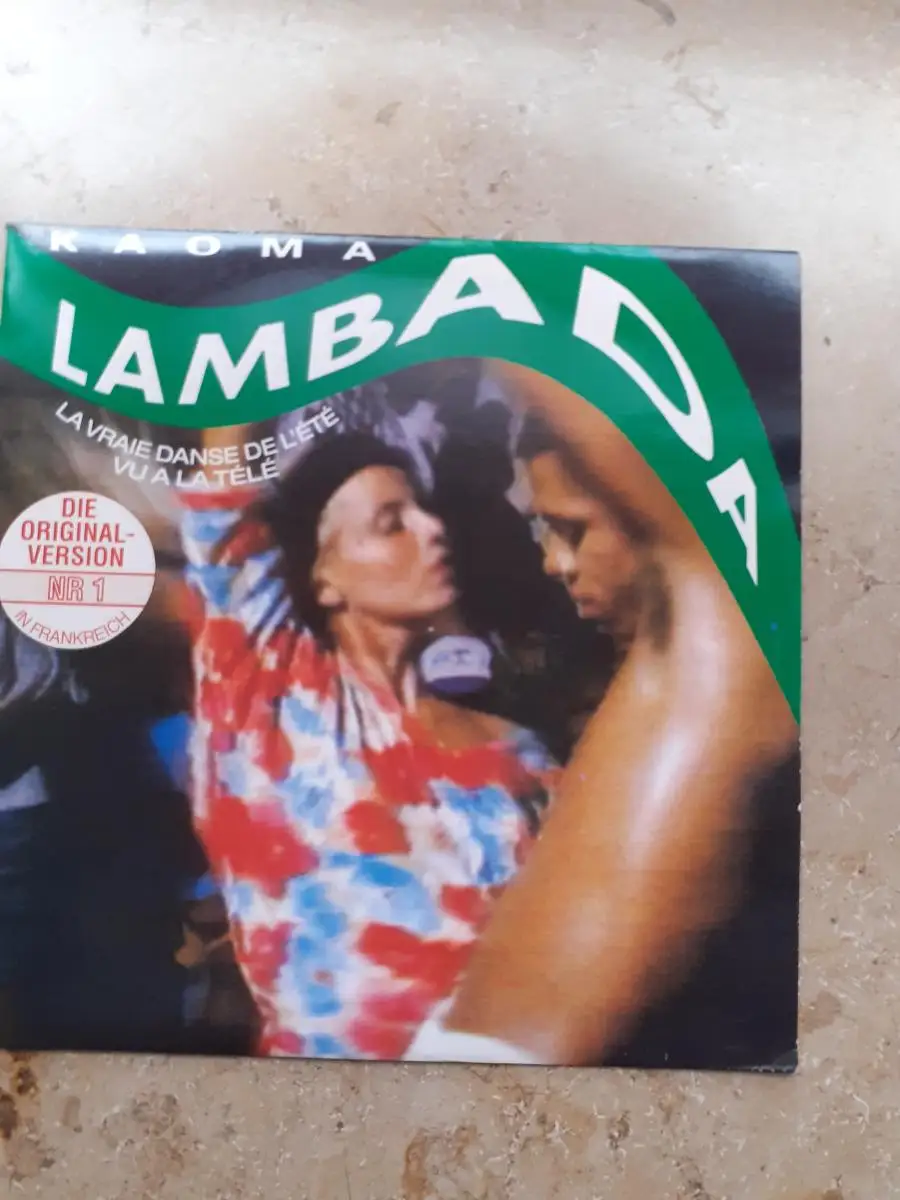 KAOMA
LAMBADA
LA VRAIE DANSE DE L'ÉTÉ
VU A LA TÉLÉ
DIE
ORIGINAL-
VERSION
NR 1
IN FRANKREICH